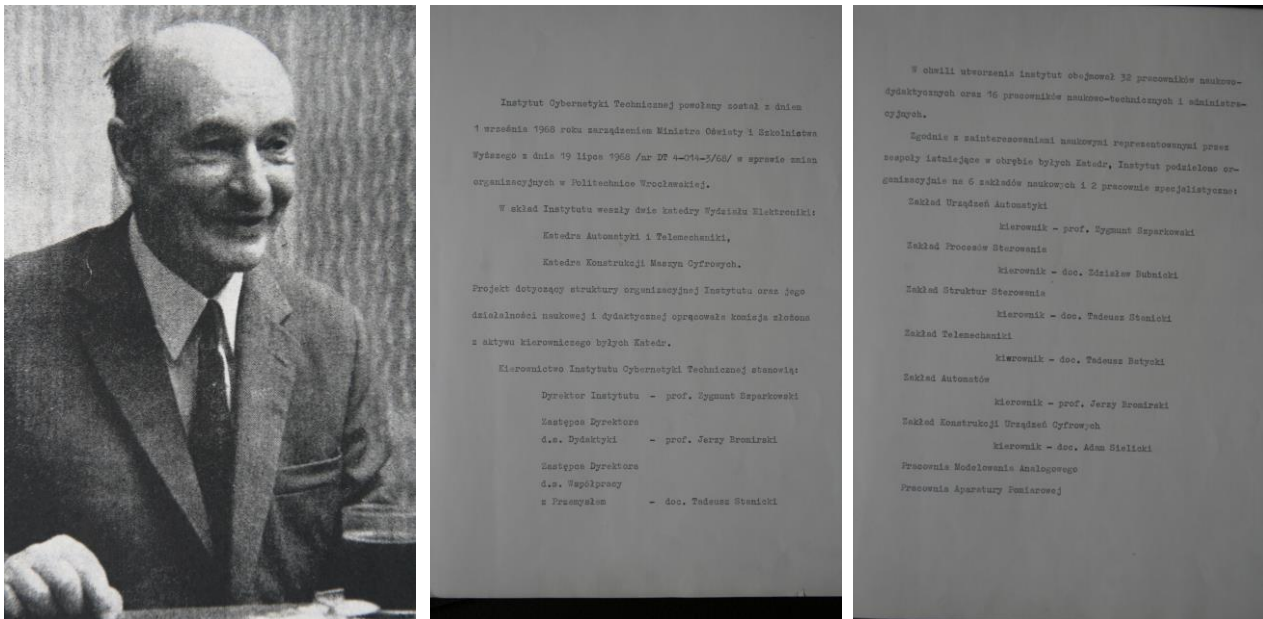 Instytut Cybernetyki Technicznej powołany został z dniem
1 września 1968 roku zarządzeniem Ministra Oświaty i Szkolnictwa
Wyższego z dnia 19 lipca 1968 /nr DT 4-014-3/68/ w sprawie zmian
organizacyjnych w Politechnice Wrocławskiej.
W skład Instytutu weszły dwie katedry Wydziału Elektroniki:
Katedra Automatyki i Telemechaniki,
Katedra Konstrukcji Maszyn Cyfrowych.
Projekt dotyczący struktury organizacyjnej Instytutu oraz jego
działalności naukowej i dydaktycznej opracowała komisja złożona
z aktywu kierowniczego byłych Katedr.
Kierownictwo Instytutu Cybernetyki Technicznej stanowią:
Dyrektor Instytutu - prof. Zygmunt Szparkowski
Zastępca Dyrektora
d.s. Dydaktyki - prof. Jerzy Bromirski
Zastępca Dyrektora
d.s. Współpracy
z Przemysłem - doc. Tadeusz Stanicki
W chwili utworzenia instytut obejmował 32 pracowników naukowo-
dydaktycznych oraz 16 pracowników naukowo-technicznych i administra-
cyjnych.
Zgodnie z zainteresowaniami naukowymi reprezentowanymi przez
zespoły istniejące w obrębie byłych Katedr, Instytut podzielono or-
ganizacyjnie na 6 zakładów naukowych i 2 pracownie specjalistyczne:
Zakład Urządzeń Automatyki
kierownik - prof. Zygmunt Szparkowski
Zakład Procesów Sterowania
kierownik - doc. Zdzisław Bubnicki
Zakład Struktur Sterowania
kierownik - doc. Tadeusz Stanicki
Zakład Telemechaniki
kierownik - doc. Tadeusz Batycki
Zakład Automatów
kierownik - prof. Jerzy Bromirski
Zakład Konstrukcji Urządzeń Cyfrowych
kierownik - doc. Adam Sielicki
Pracownia Modelowania Analogowego
Pracownia Aparatury Pomiarowej